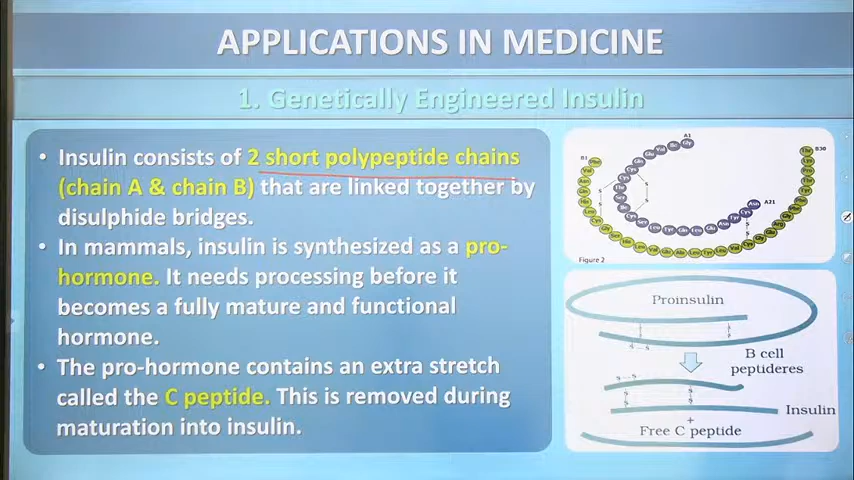 APPLICATIONS IN MEDICINE
1. Genetically Engineered Insulin
• Insulin consists of 2 short polypeptide chains
(chain A & chain B) that are linked together by
disulphide bridges.
• In mammals, insulin is synthesized as a pro-
hormone. It needs processing before it
becomes a fully mature and functional
hormone.
• The pro-hormone contains an extra stretch
called the C peptide. This is removed during
maturation into insulin.
A1
B30
B1
A21
Figure 2
Proinsulin
B cell
peptideres
Insulin
+
Free C peptide